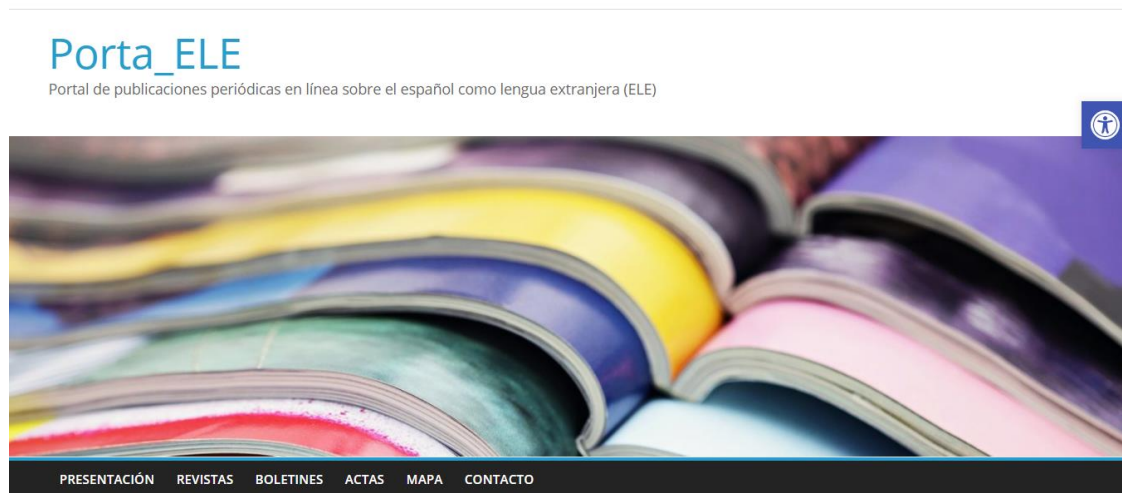 Porta_ELE
Portal de publicaciones periódicas en línea sobre el español como lengua extranjera (ELE)
PRESENTACIÓN REVISTAS BOLETINES ACTAS MAPA CONTACTO